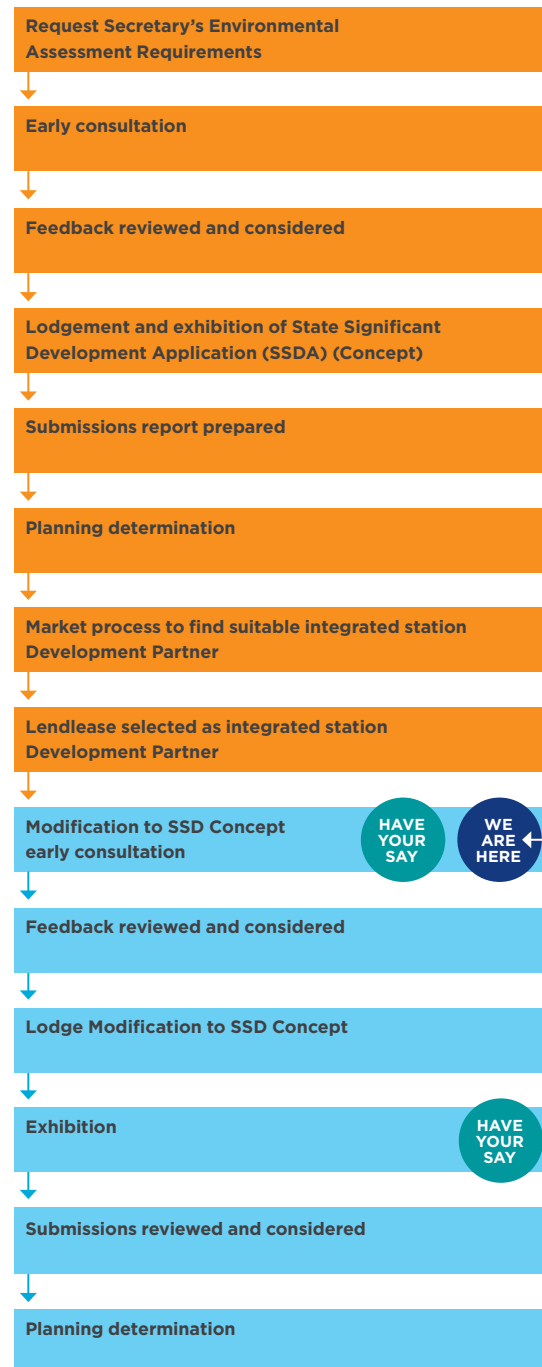 Request Secretary's Environmental
Assessment Requirements
Early consultation
Feedback reviewed and considered
Lodgement and exhibition of State Significant
Development Application (SSDA) (Concept)
Submissions report prepared
Planning determination
Market process to find suitable integrated station
Development Partner
Lendlease selected as integrated station
Development Partner
Modification to SSD Concept
early consultation
HAVE
YOUR
SAY
WE
ARE
HERE
Feedback reviewed and considered
Lodge Modification to SSD Concept
Exhibition
HAVE
YOUR
SAY
Submissions reviewed and considered
Planning determination